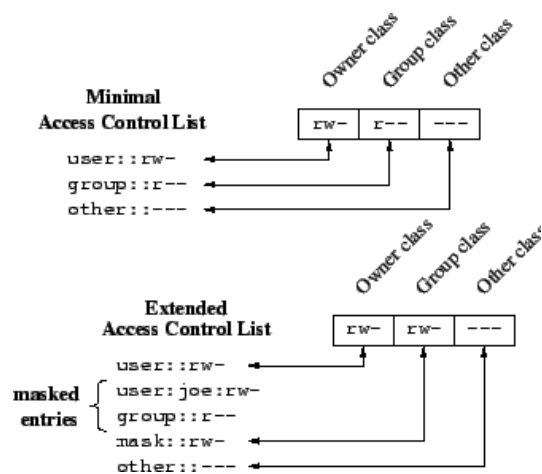 Owner class
Group class
Other class
Minimal
Access Control List
rw- r-- ---
user::rw-
group::r--
other::---
Owner class
Group class
Other class
Extended
Access Control List
rw- rw- ---
user::rw-
masked
entries
user:joe:rw-
group::r--
mask::rw-
other::---